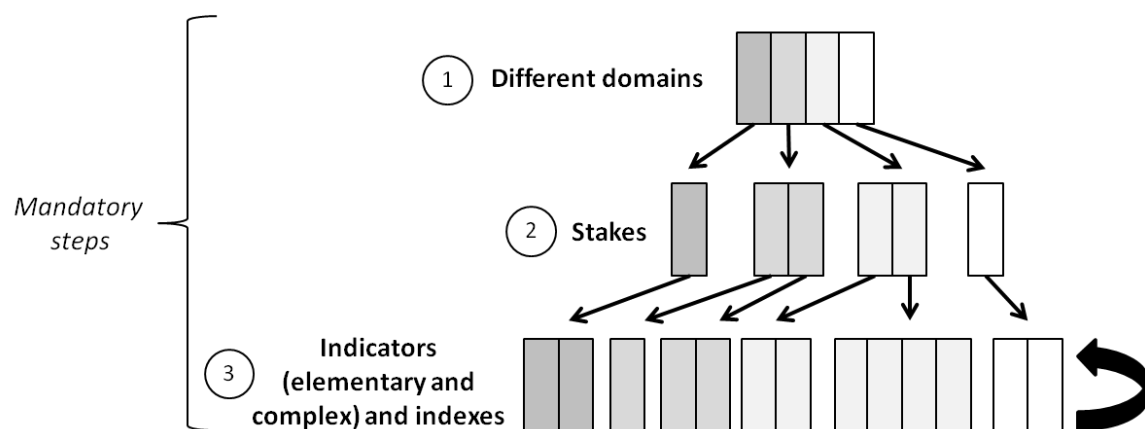 1 Different domains
Mandatory
steps
2 Stakes
3 Indicators
(elementary and
complex) and indexes